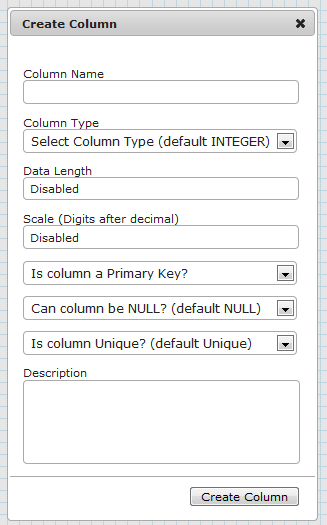 Create Column
Column Name
Column Type
Select Column Type (default INTEGER)
Data Length
Disabled
Scale (Digits after decimal)
Disabled
Is column a Primary Key?
Can column be NULL? (default NULL)
Is column Unique? (default Unique)
Description
Create Column